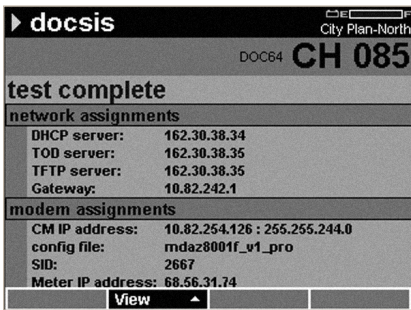 E F
docsis
City Plan-North
DOC64 CH 085
test complete
network assignments
DHCP server: 162.30.38.34
TOD server: 162.30.38.35
TFTP server: 162.30.38.35
Gateway: 10.82.242.1
modem assignments
CM IP address: 10.82.254.126 : 255.255.244.0
config file: mdaz8001f_v1_pro
SID: 2667
Meter IP address: 68.56.31.74
View